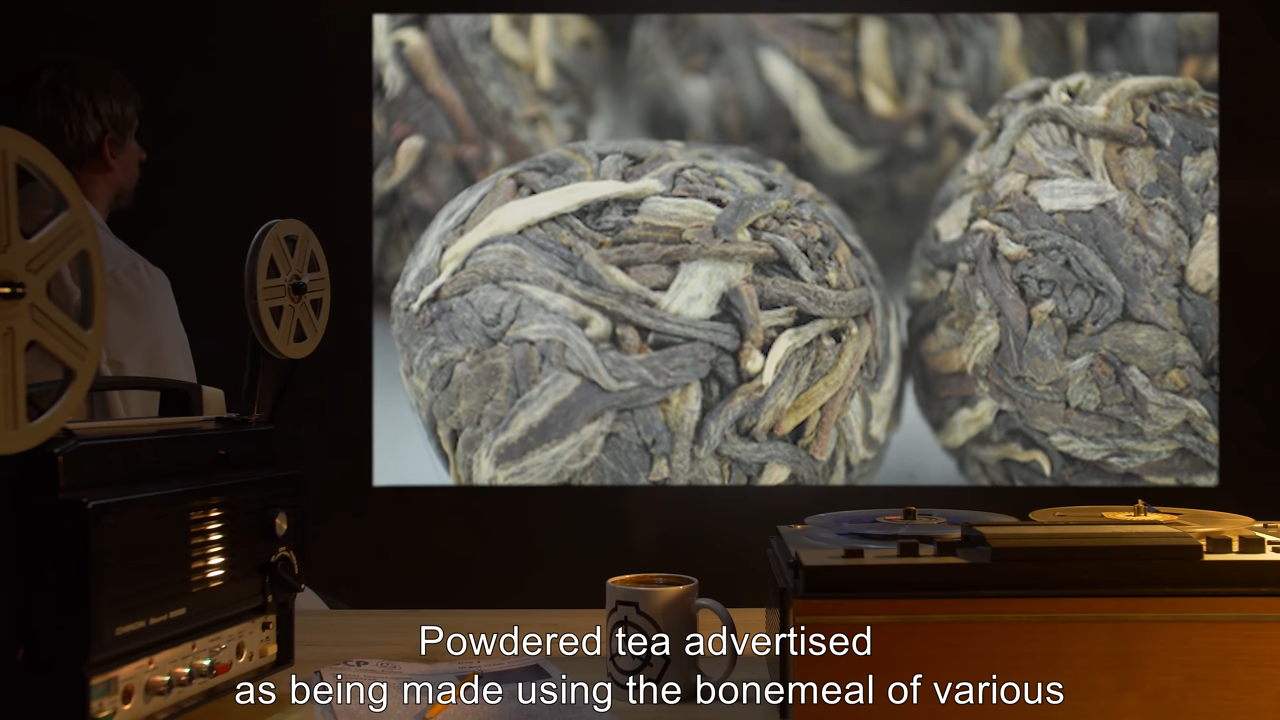 Powdered tea advertised
as being made using the bonemeal of various